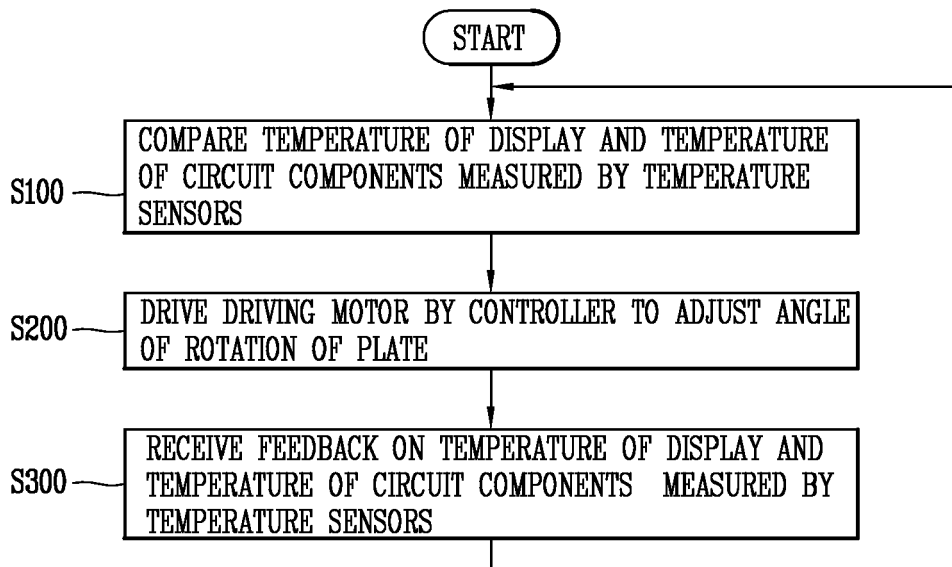 START
COMPARE TEMPERATURE OF DISPLAY AND TEMPERATURE
OF CIRCUIT COMPONENTS MEASURED BY TEMPERATURE
SENSORS
S100
DRIVE DRIVING MOTOR BY CONTROLLER TO ADJUST ANGLE
OF ROTATION OF PLATE
S200
RECEIVE FEEDBACK ON TEMPERATURE OF DISPLAY AND
TEMPERATURE OF CIRCUIT COMPONENTS MEASURED BY
TEMPERATURE SENSORS
S300